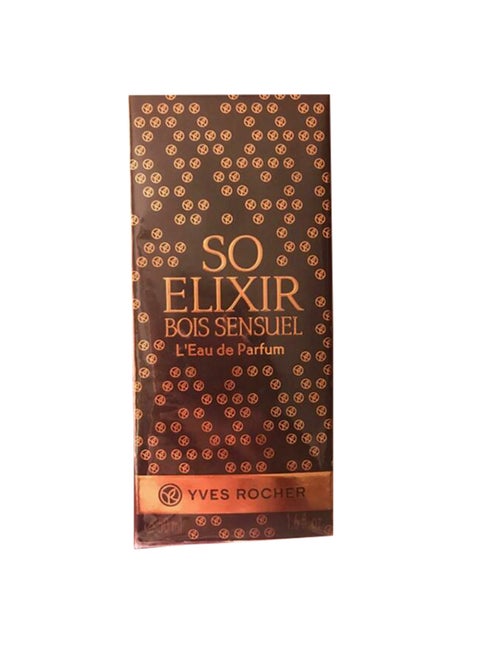 SO
ELIXIR
BOIS SENSUEL
L'Eau de Parfum
YVES ROCHER